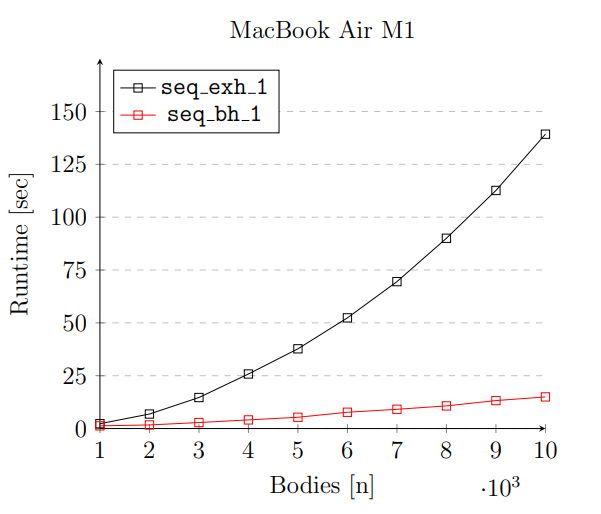 MacBook Air M1
seq_exh_1
seq_bh_1
150
125
100
75
50
25
0
Runtime [sec]
1 2 3 4 5 6 7 8 9 10
Bodies [n]
·10³